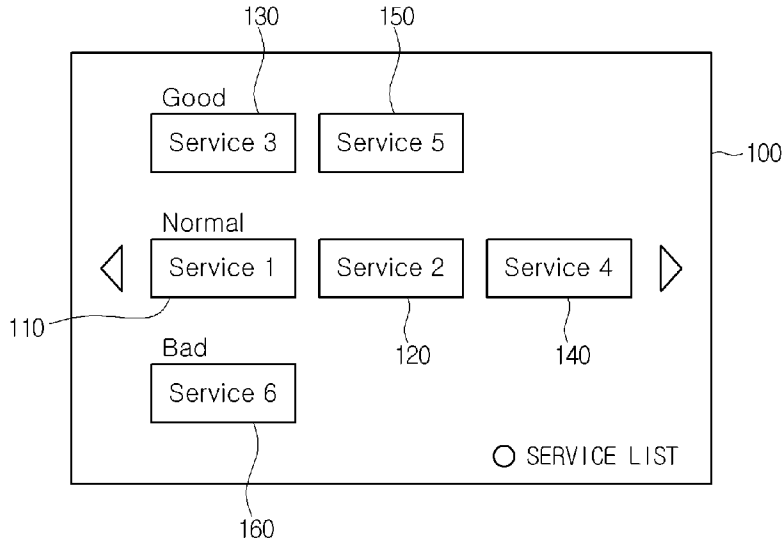 130 150
Good
Service 3 Service 5
100
Normal
Service 1 Service 2 Service 4
110 120 140
Bad
Service 6
SERVICE LIST
160